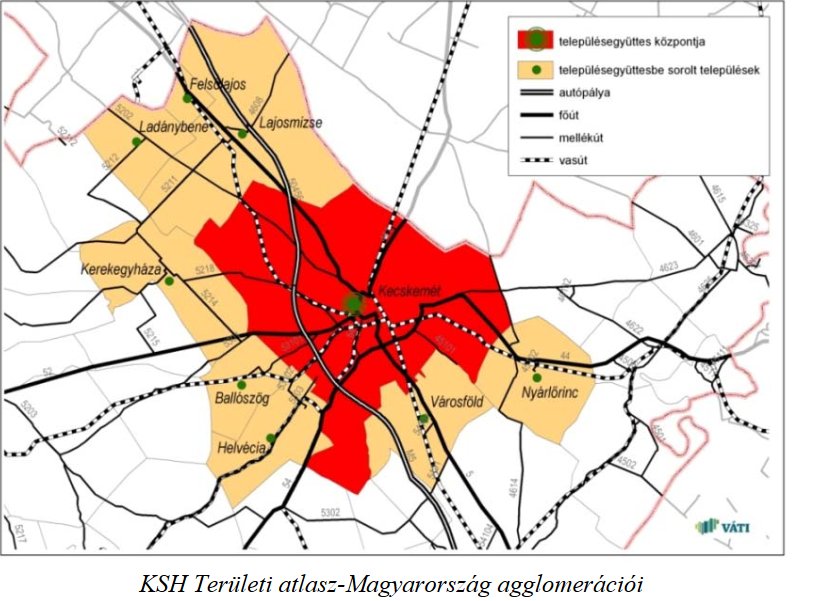 településegyüttes központja
településegyüttesbe sorolt települések
autópálya
főút
mellékút
vasút
Felsőlajos
Ladánybene
Lajosmizse
Kerekegyháza
Kecskemét
Ballószög
Városföld
Nyárlőrinc
Helvécia
5202
4608
5212
5211
5218
5214
5215
52
5203
4615
4601
4623
4622
44
4502
4614
5302
54
5
M5
5217
VÁTI
KSH Területi atlasz-Magyarország agglomerációi